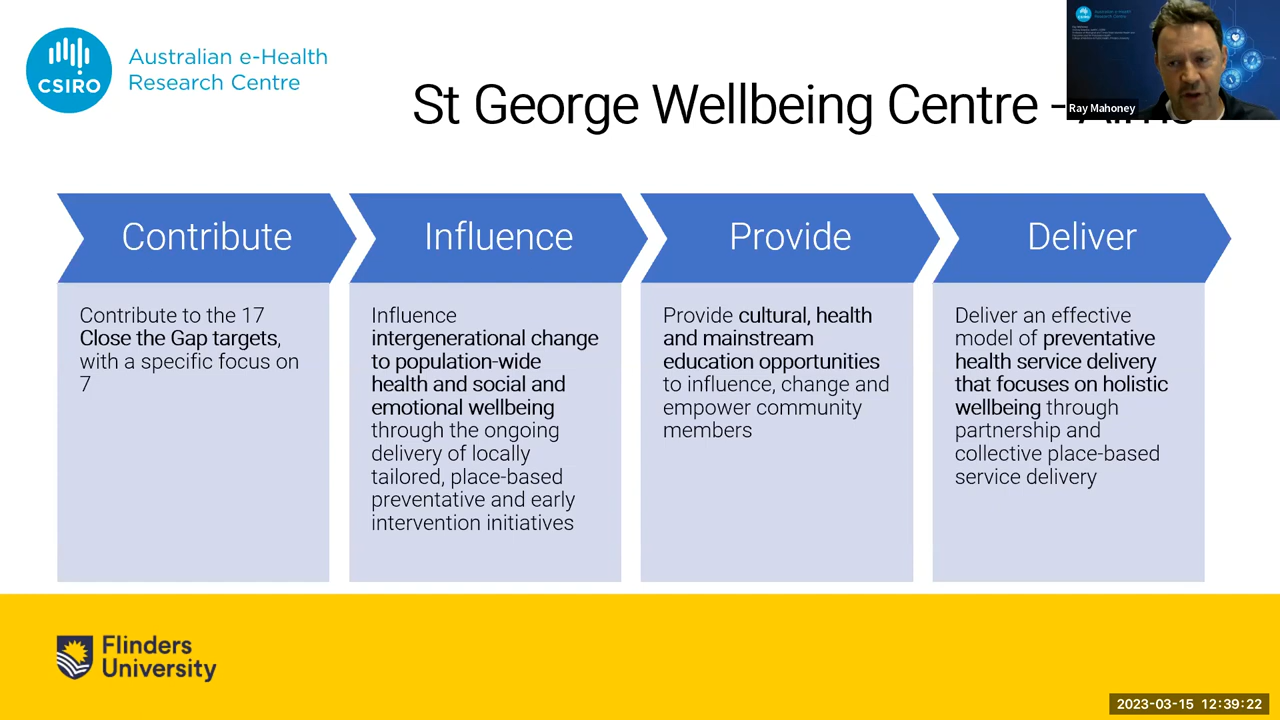 CSIRO
Australian e-Health
Research Centre
St George Wellbeing Centre -
Ray Mahoney
Contribute
Contribute to the 17
Close the Gap targets,
with a specific focus on
7
Influence
Influence
intergenerational change
to population-wide
health and social and
emotional wellbeing
through the ongoing
delivery of locally
tailored, place-based
preventative and early
intervention initiatives
Provide
Provide cultural, health
and mainstream
education opportunities
to influence, change and
empower community
members
Deliver
Deliver an effective
model of preventative
health service delivery
that focuses on holistic
wellbeing through
partnership and
collective place-based
service delivery
Flinders
University
2023-03-15 12:39:22